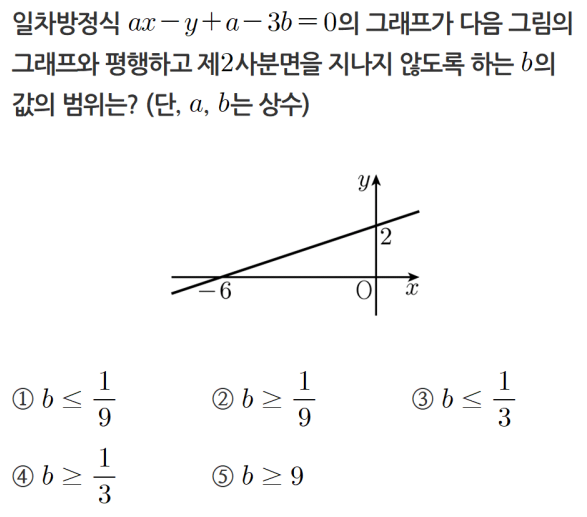 일차방정식 ax−y+a−3b=0의 그래프가 다음 그림의
그래프와 평행하고 제2사분면을 지나지 않도록 하는 b의
값의 범위는? (단, a, b는 상수)
y
2
−6 O x
① b ≤ 1/9 ② b ≥ 1/9 ③ b ≤ 1/3
④ b ≥ 1/3 ⑤ b ≥ 9